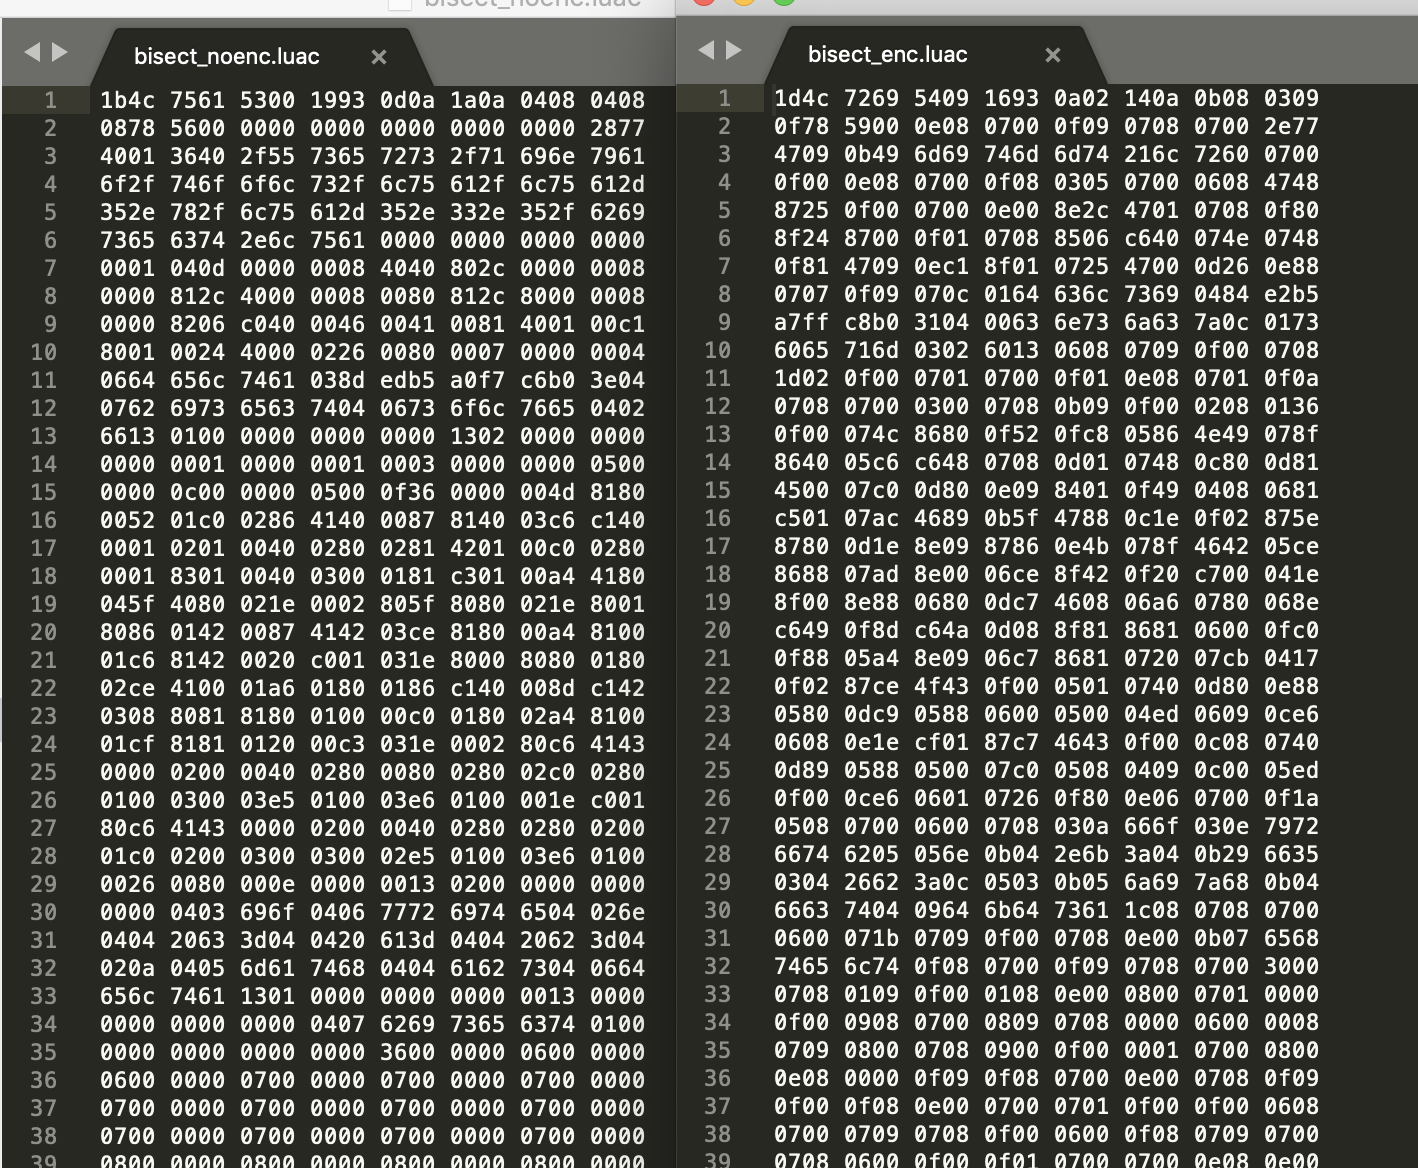 bisect_noenc.luac
bisect_noenc.luac ×
1 1b4c 7561 5300 1993 0d0a 1a0a 0408 0408
2 0878 5600 0000 0000 0000 0000 0000 2877
3 4001 3640 2f55 7365 7273 2f71 696e 7961
4 6f2f 746f 6f6c 732f 6c75 612f 6c75 612d
5 352e 782f 6c75 612d 352e 332e 352f 6269
6 7365 6374 2e6c 7561 0000 0000 0000 0000
7 0001 040d 0000 0008 4040 802c 0000 0008
8 0000 812c 4000 0008 0080 812c 8000 0008
9 0000 8206 c040 0046 0041 0081 4001 00c1
10 8001 0024 4000 0226 0080 0007 0000 0004
11 0664 656c 7461 038d edb5 a0f7 c6b0 3e04
12 0762 6973 6563 7404 0673 6f6c 7665 0402
13 6613 0100 0000 0000 0000 1302 0000 0000
14 0000 0001 0000 0001 0003 0000 0000 0500
15 0000 0c00 0000 0500 0f36 0000 004d 8180
16 0052 01c0 0286 4140 0087 8140 03c6 c140
17 0001 0201 0040 0280 0281 4201 00c0 0280
18 0001 8301 0040 0300 0181 c301 00a4 4180
19 045f 4080 021e 0002 805f 8080 021e 8001
20 8086 0142 0087 4142 03ce 8180 00a4 8100
21 01c6 8142 0020 c001 031e 8000 8080 0180
22 02ce 4100 01a6 0180 0186 c140 008d c142
23 0308 8081 8180 0100 00c0 0180 02a4 8100
24 01cf 8181 0120 00c3 031e 0002 80c6 4143
25 0000 0200 0040 0280 0080 0280 02c0 0280
26 0100 0300 03e5 0100 03e6 0100 001e c001
27 80c6 4143 0000 0200 0040 0280 0280 0200
28 01c0 0200 0300 0300 02e5 0100 03e6 0100
29 0026 0080 000e 0000 0013 0200 0000 0000
30 0000 0403 696f 0406 7772 6974 6504 026e
31 0404 2063 3d04 0420 613d 0404 2062 3d04
32 020a 0405 6d61 7468 0404 6162 7304 0664
33 656c 7461 1301 0000 0000 0000 0013 0000
34 0000 0000 0000 0407 6269 7365 6374 0100
35 0000 0000 0000 0000 3600 0000 0600 0000
36 0600 0000 0700 0000 0700 0000 0700 0000
37 0700 0000 0700 0000 0700 0000 0700 0000
38 0700 0000 0700 0000 0700 0000 0700 0000
39 0800 0000 0800 0000 0800 0000 0800 0000
bisect_enc.luac ×
1 1d4c 7269 5409 1693 0a02 140a 0b08 0309
2 0f78 5900 0e08 0700 0f09 0708 0700 2e77
3 4709 0b49 6d69 746d 6d74 216c 7260 0700
4 0f00 0e08 0700 0f08 0305 0700 0608 4748
5 8725 0f00 0700 0e00 8e2c 4701 0708 0f80
6 8f24 8700 0f01 0708 8506 c640 074e 0748
7 0f81 4709 0ec1 8f01 0725 4700 0d26 0e88
8 0707 0f09 070c 0164 636c 7369 0484 e2b5
9 a7ff c8b0 3104 0063 6e73 6a63 7a0c 0173
10 6065 716d 0302 6013 0608 0709 0f00 0708
11 1d02 0f00 0701 0700 0f01 0e08 0701 0f0a
12 0708 0700 0300 0708 0b09 0f00 0208 0136
13 0f00 074c 8680 0f52 0fc8 0586 4e49 078f
14 8640 05c6 c648 0708 0d01 0748 0c80 0d81
15 4500 07c0 0d80 0e09 8401 0f49 0408 0681
16 c501 07ac 4689 0b5f 4788 0c1e 0f02 875e
17 8780 0d1e 8e09 8786 0e4b 078f 4642 05ce
18 8688 07ad 8e00 06ce 8f42 0f20 c700 041e
19 8f00 8e88 0680 0dc7 4608 06a6 0780 068e
20 c649 0f8d c64a 0d08 8f81 8681 0600 0fc0
21 0f88 05a4 8e09 06c7 8681 0720 07cb 0417
22 0f02 87ce 4f43 0f00 0501 0740 0d80 0e88
23 0580 0dc9 0588 0600 0500 04ed 0609 0ce6
24 0608 0e1e cf01 87c7 4643 0f00 0c08 0740
25 0d89 0588 0500 07c0 0508 0409 0c00 05ed
26 0f00 0ce6 0601 0726 0f80 0e06 0700 0f1a
27 0508 0700 0600 0708 030a 666f 030e 7972
28 6674 6205 056e 0b04 2e6b 3a04 0b29 6635
29 0304 2662 3a0c 0503 0b05 6a69 7a68 0b04
30 6663 7404 0964 6b64 7361 1c08 0708 0700
31 0600 071b 0709 0f00 0708 0e00 0b07 6568
32 7465 6c74 0f08 0700 0f09 0708 0700 3000
33 0708 0109 0f00 0108 0e00 0800 0701 0000
34 0f00 0908 0700 0809 0708 0000 0600 0008
35 0709 0800 0708 0900 0f00 0001 0700 0800
36 0e08 0000 0f09 0f08 0700 0e00 0708 0f09
37 0f00 0f08 0e00 0700 0701 0f00 0f00 0608
38 0700 0709 0708 0f00 0600 0f08 0709 0700
39 0708 0600 0f00 0f01 0700 0700 0e08 0e00